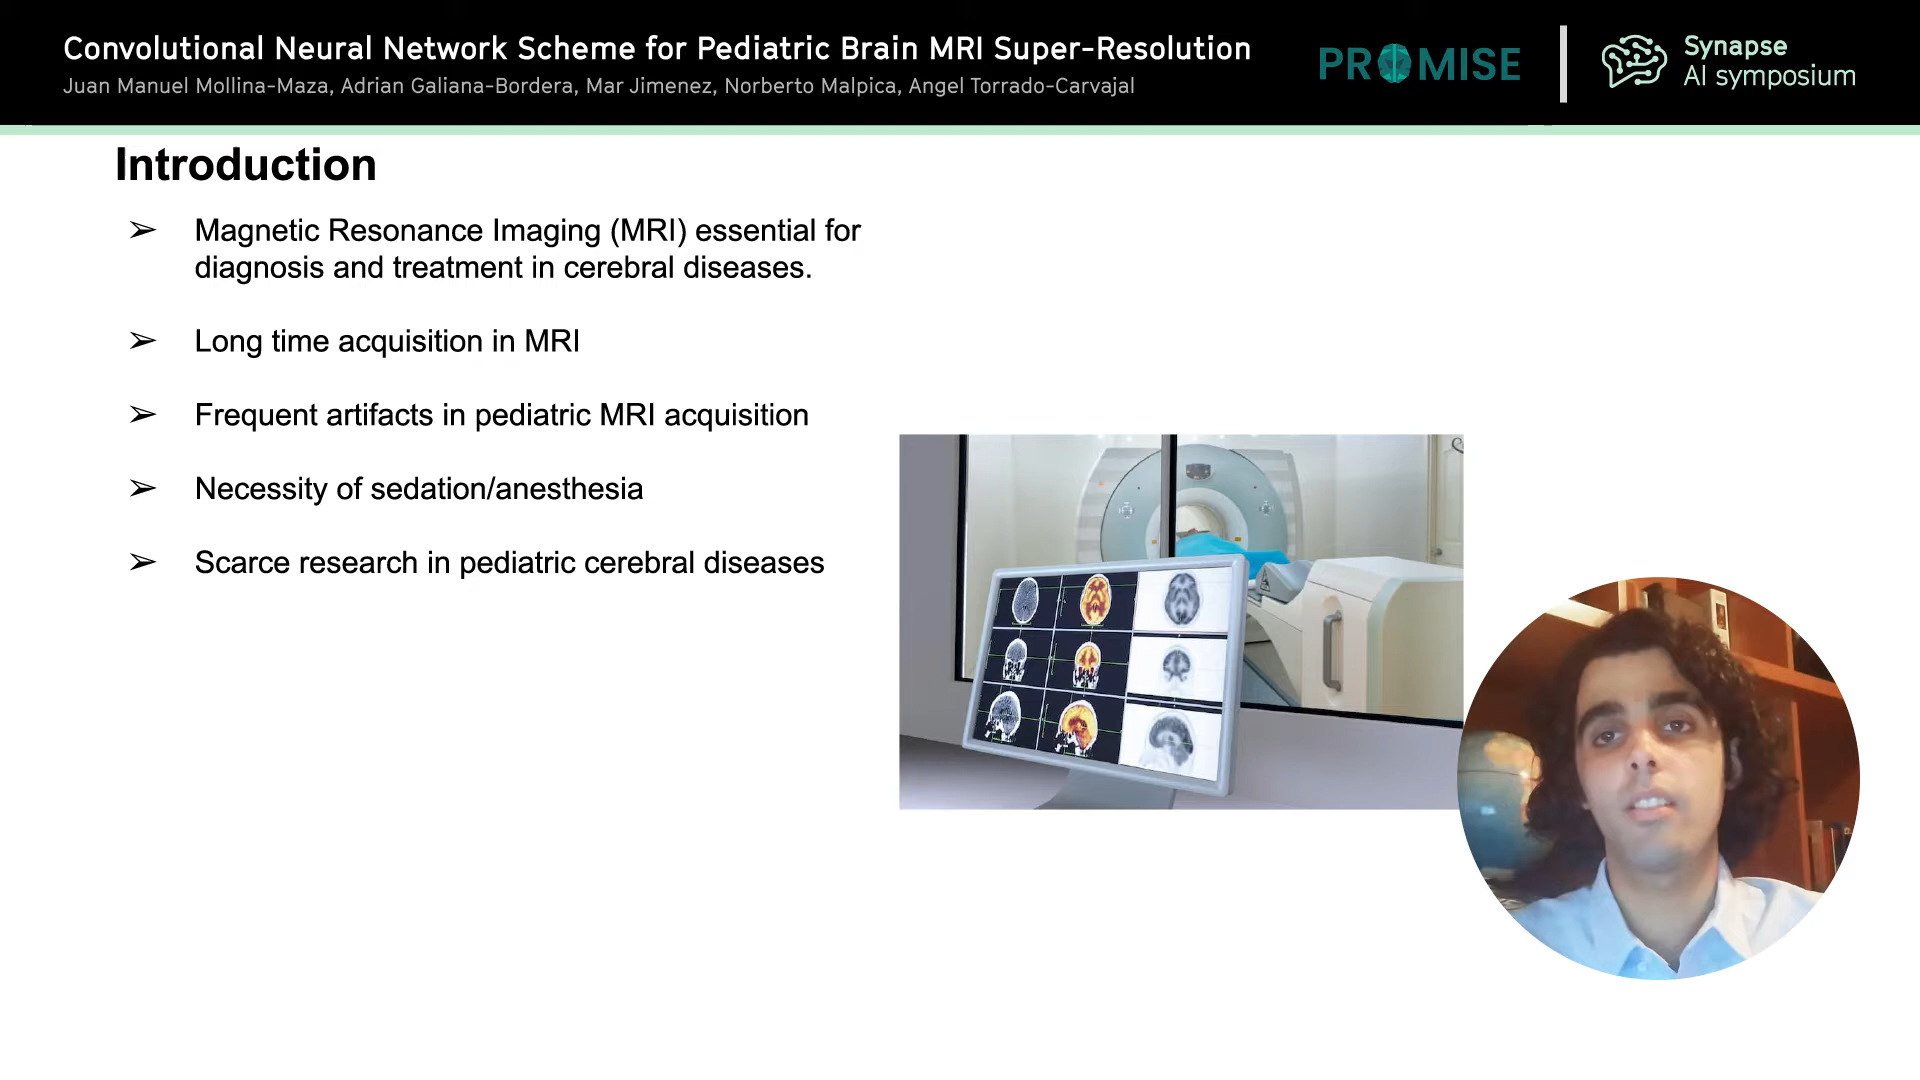 Convolutional Neural Network Scheme for Pediatric Brain MRI Super-Resolution
Juan Manuel Mollina-Maza, Adrian Galiana-Bordera, Mar Jimenez, Norberto Malpica, Angel Torrado-Carvajal
PROMISE
Synapse
AI symposium
Introduction
➢ Magnetic Resonance Imaging (MRI) essential for
diagnosis and treatment in cerebral diseases.
➢ Long time acquisition in MRI
➢ Frequent artifacts in pediatric MRI acquisition
➢ Necessity of sedation/anesthesia
➢ Scarce research in pediatric cerebral diseases